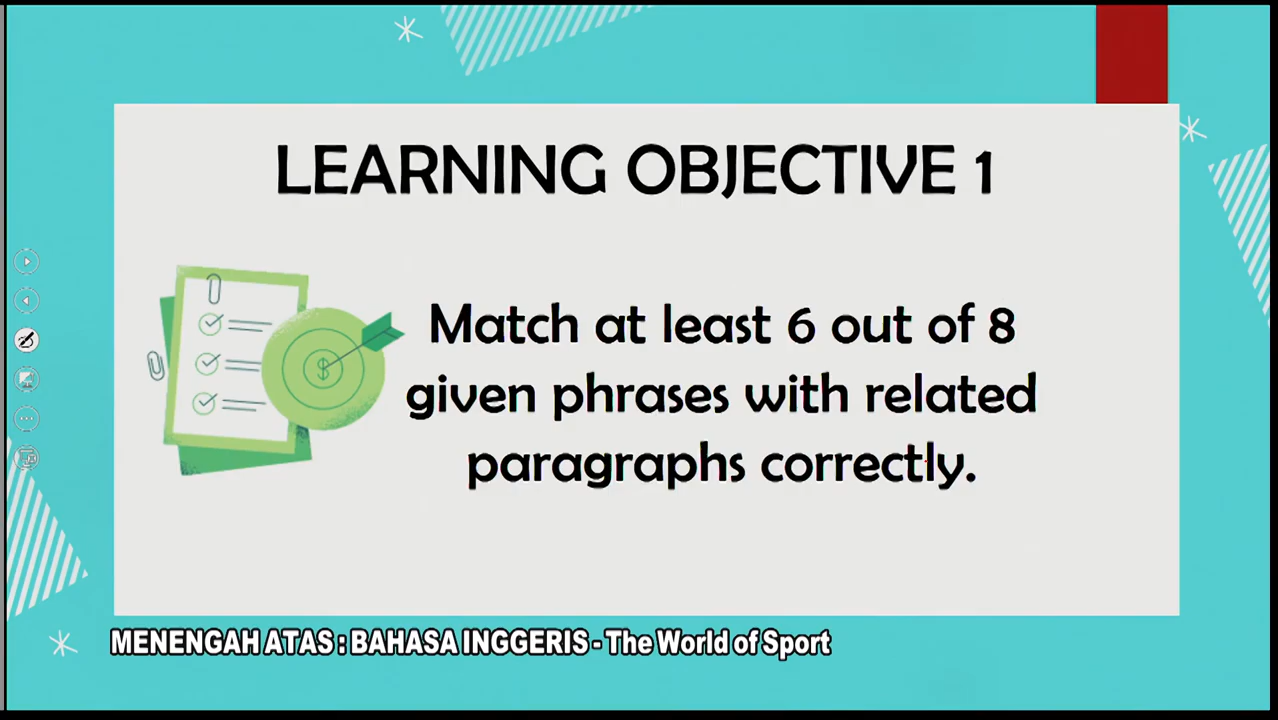 LEARNING OBJECTIVE 1
Match at least 6 out of 8
given phrases with related
paragraphs correctly.
MENENGAH ATAS : BAHASA INGGERIS - The World of Sport